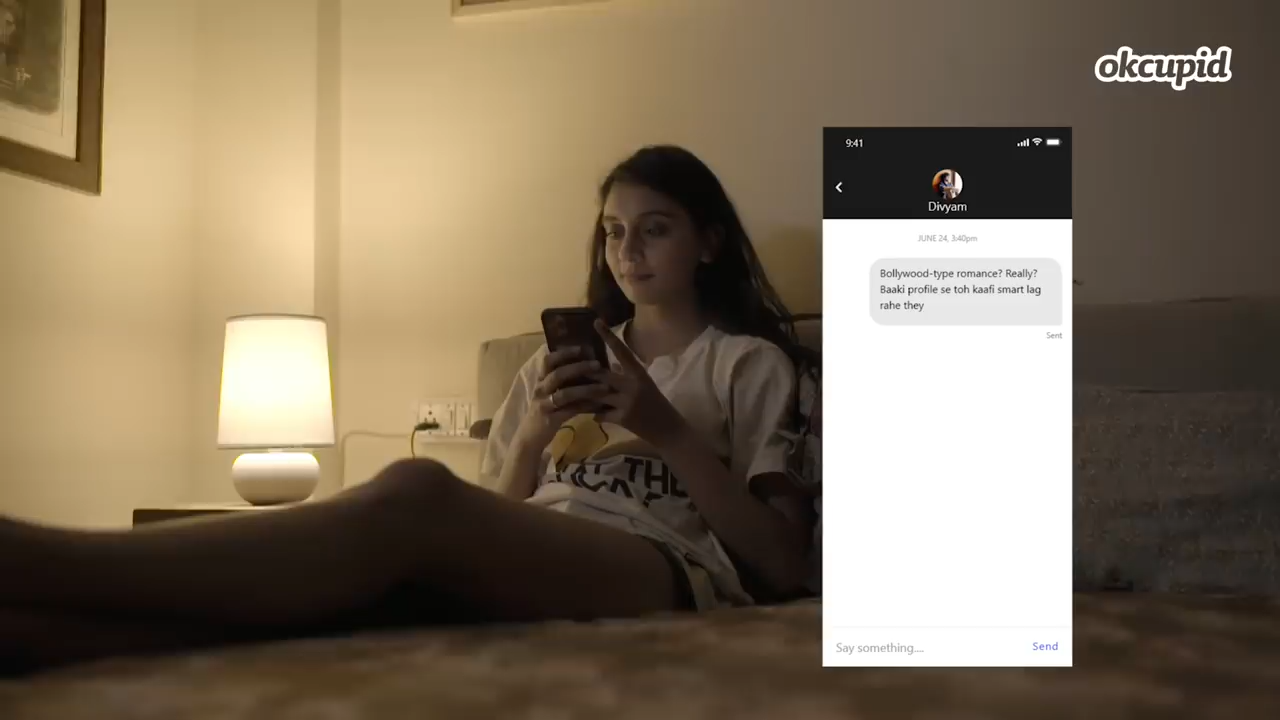 okcupid
9:41
Divyam
JUNE 24, 3:40pm
Bollywood-type romance? Really?
Baaki profile se toh kaafi smart lag
rahe they
Sent
THE
Say something....
Send